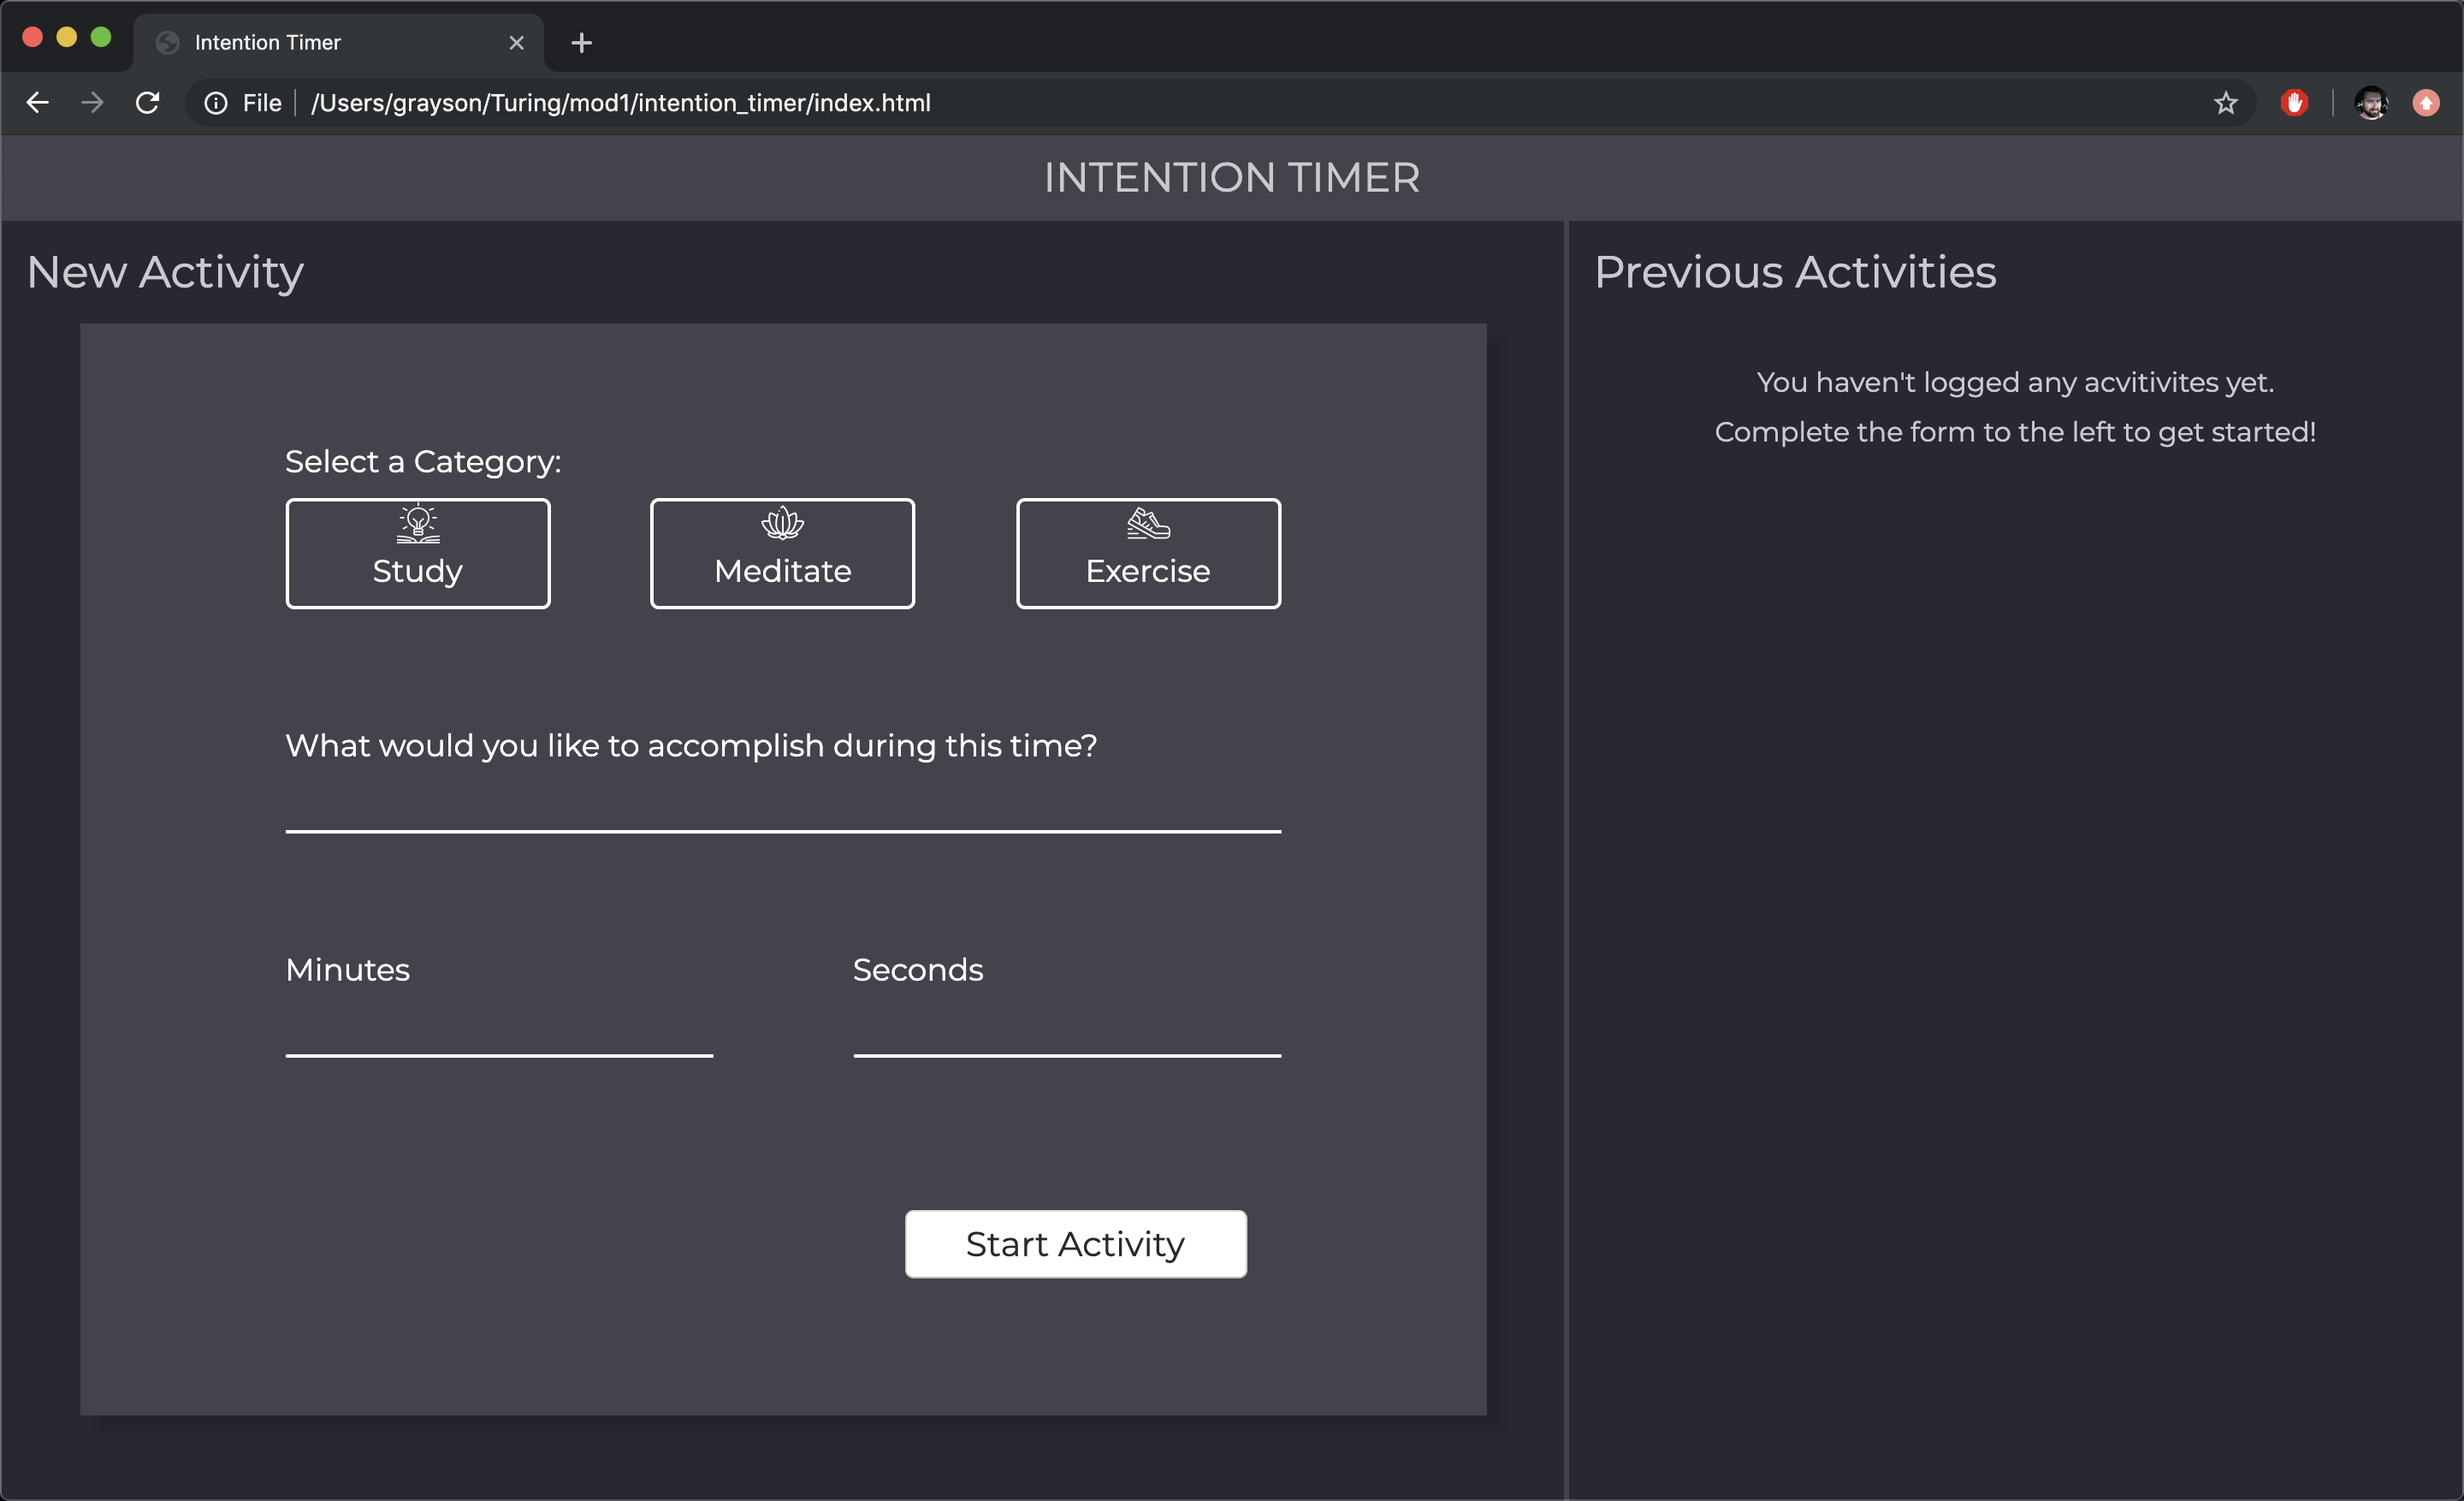 Intention Timer
File
/Users/grayson/Turing/mod1/intention_timer/index.html
INTENTION TIMER
New Activity
Select a Category:
Study
Meditate
Exercise
What would you like to accomplish during this time?
Minutes
Seconds
Start Activity
Previous Activities
You haven't logged any acvitivites yet.
Complete the form to the left to get started!